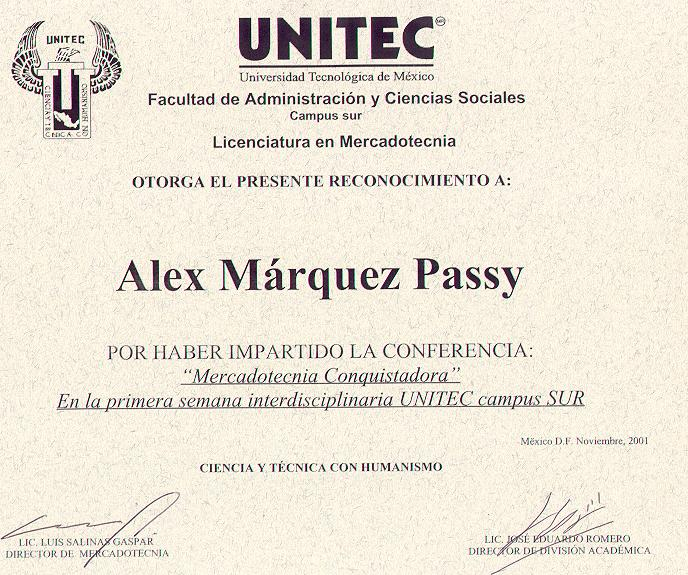 UNITEC
UNITEC
Universidad Tecnológica de México
Facultad de Administración y Ciencias Sociales
Campus sur
Licenciatura en Mercadotecnia
OTORGA EL PRESENTE RECONOCIMIENTO A:
Alex Márquez Passy
POR HABER IMPARTIDO LA CONFERENCIA:
“Mercadotecnia Conquistadora”
En la primera semana interdisciplinaria UNITEC campus SUR
México D.F. Noviembre, 2001
CIENCIA Y TÉCNICA CON HUMANISMO
LIC. LUIS SALINAS GASPAR
DIRECTOR DE MERCADOTECNIA
LIC. JOSÉ EDUARDO ROMERO
DIRECTOR DE DIVISIÓN ACADÉMICA